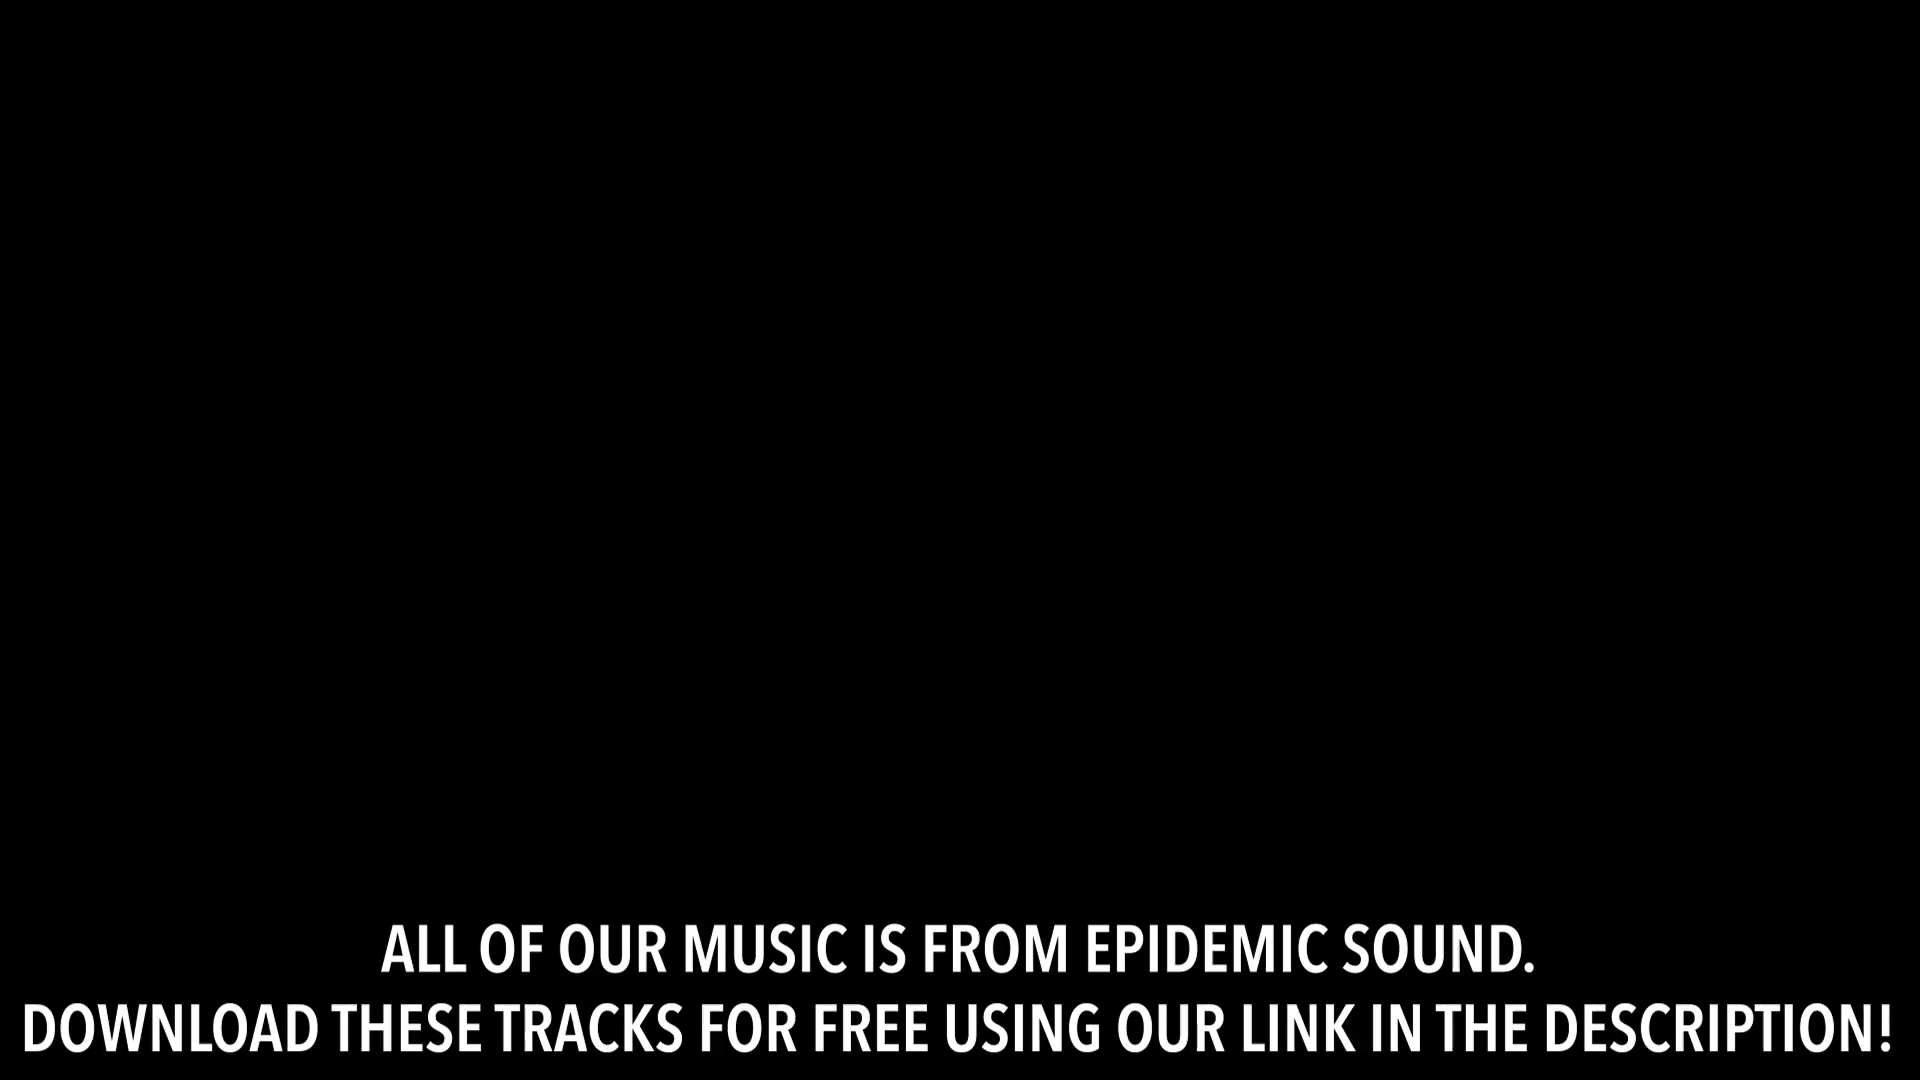 ALL OF OUR MUSIC IS FROM EPIDEMIC SOUND.
DOWNLOAD THESE TRACKS FOR FREE USING OUR LINK IN THE DESCRIPTION!